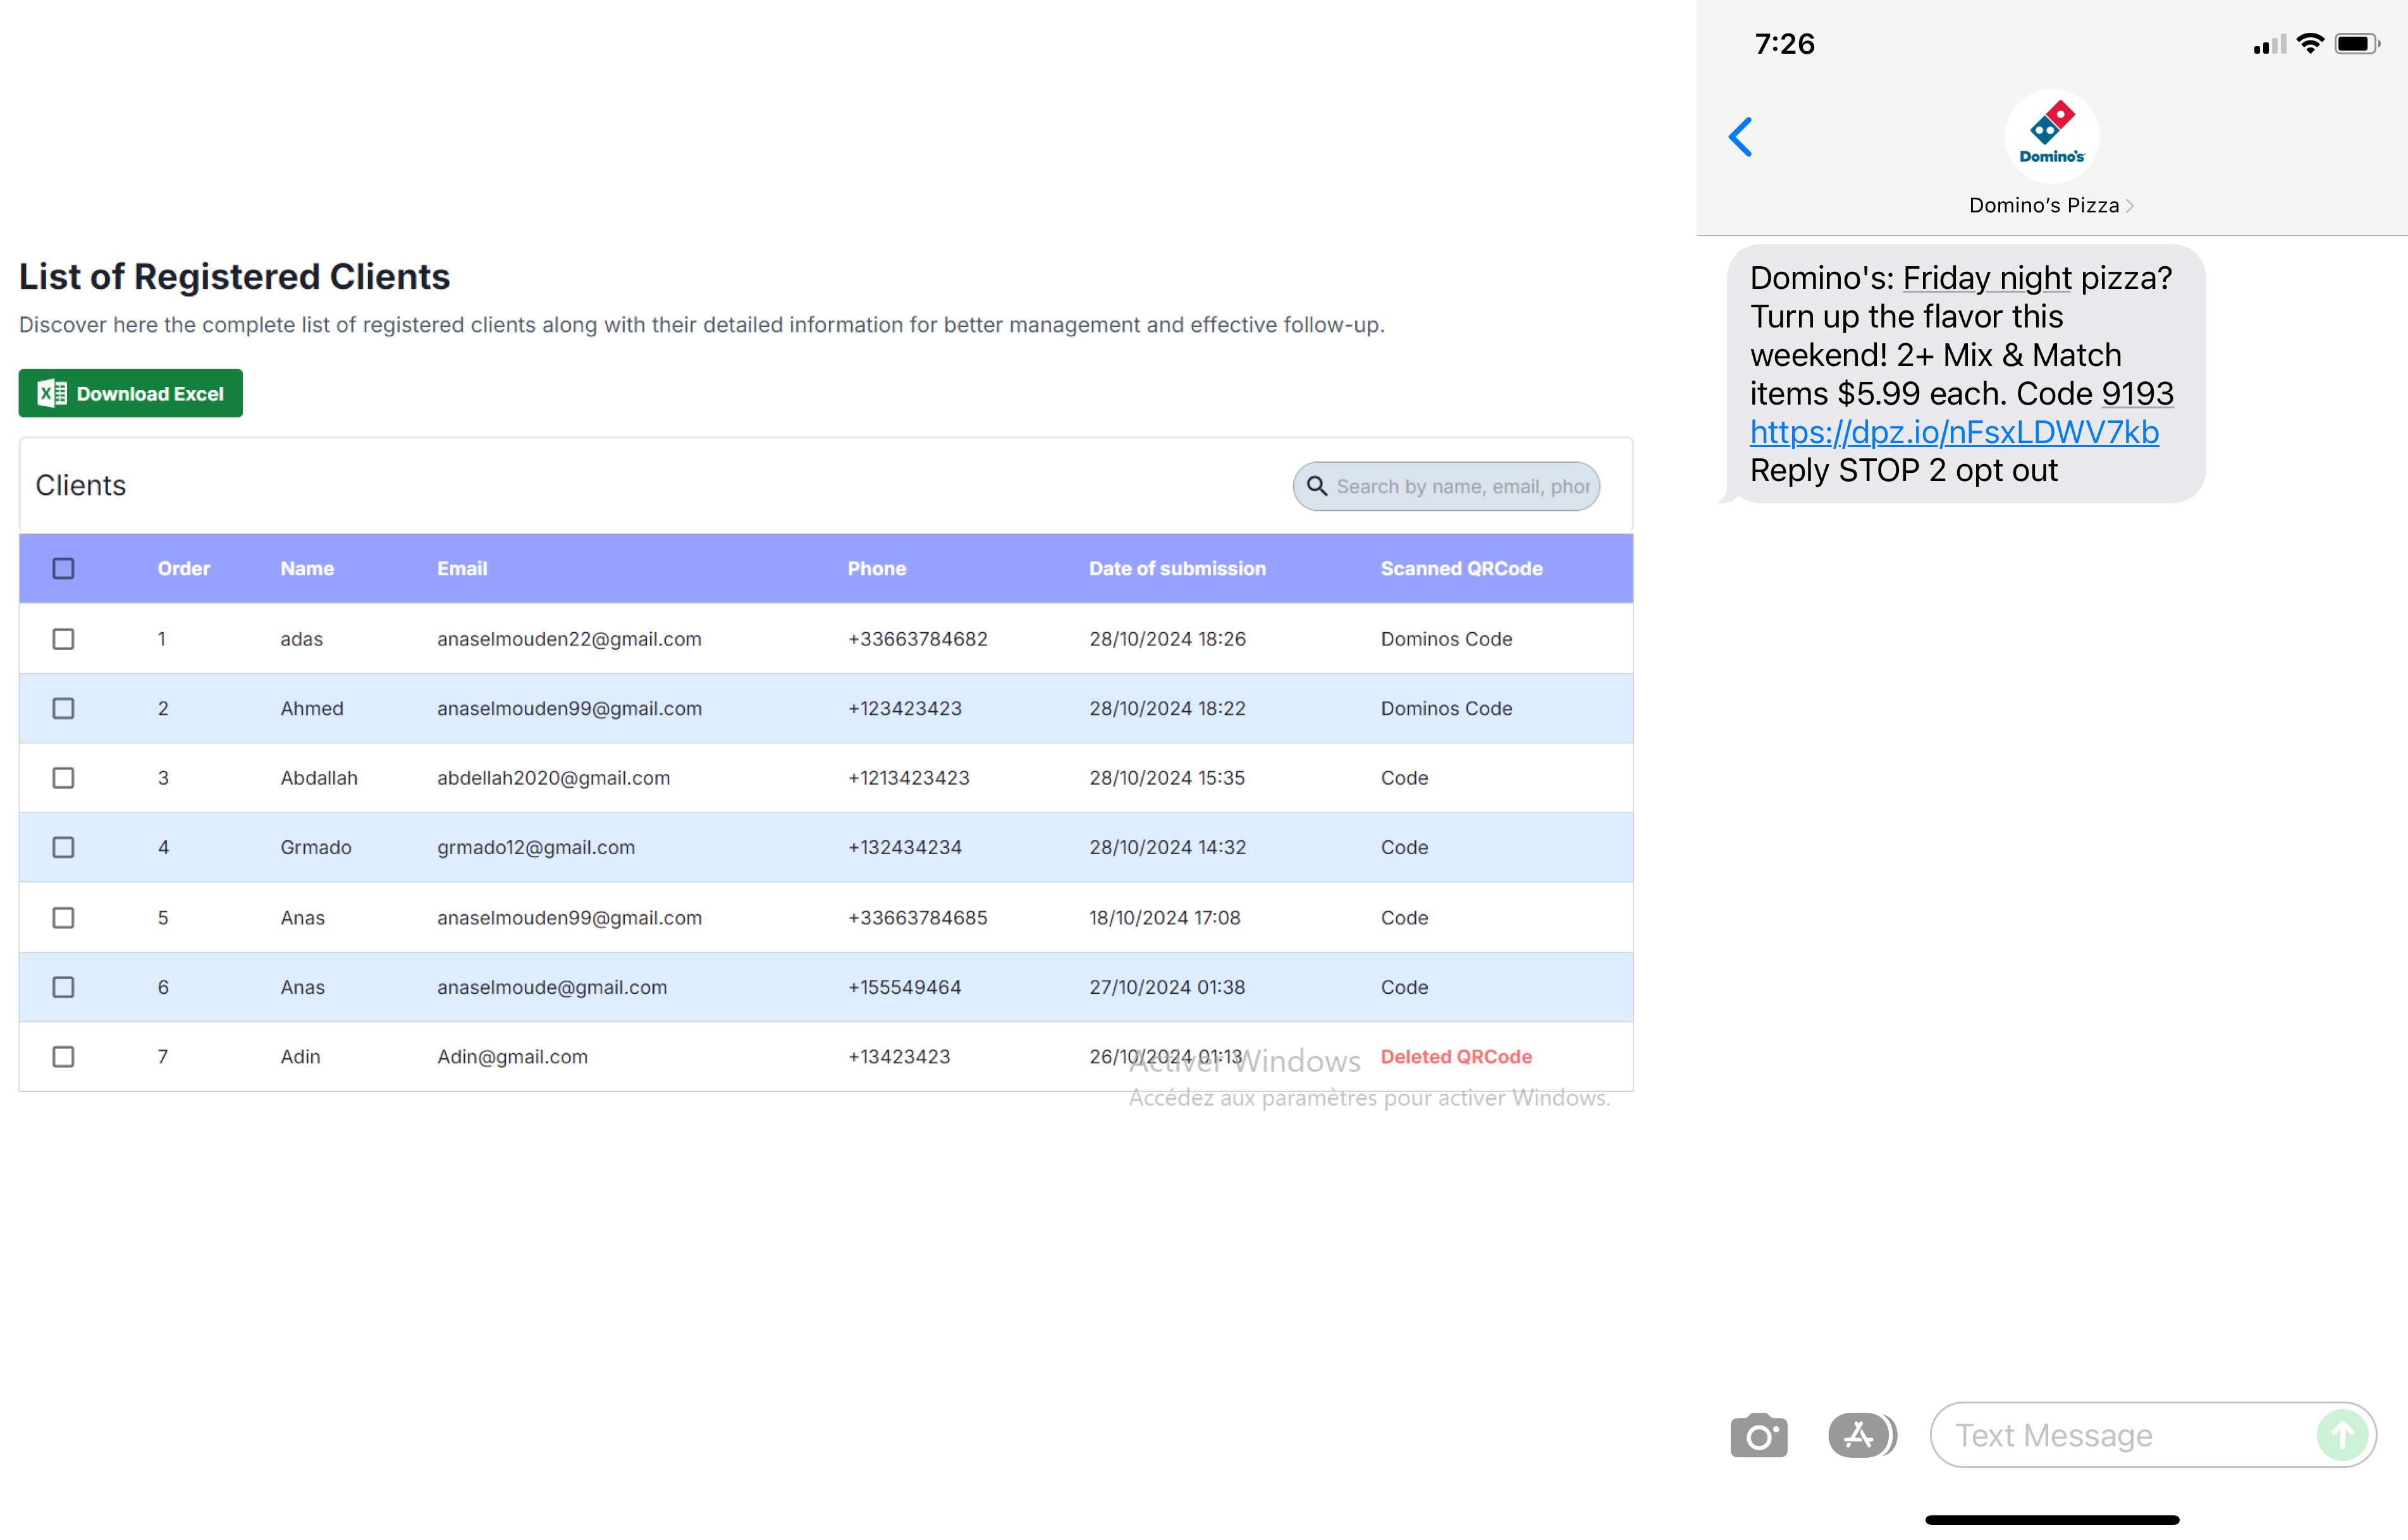 List of Registered Clients
Discover here the complete list of registered clients along with their detailed information for better management and effective follow-up.
Download Excel
Clients
Search by name, email, phor
Order Name Email Phone Date of submission Scanned QRCode
1 adas anaselmouden22@gmail.com +33663784682 28/10/2024 18:26 Dominos Code
2 Ahmed anaselmouden99@gmail.com +123423423 28/10/2024 18:22 Dominos Code
3 Abdallah abdellah2020@gmail.com +1213423423 28/10/2024 15:35 Code
4 Grmado grmado12@gmail.com +132434234 28/10/2024 14:32 Code
5 Anas anaselmouden99@gmail.com +33663784685 18/10/2024 17:08 Code
6 Anas anaselmoude@gmail.com +155549464 27/10/2024 01:38 Code
7 Adin Adin@gmail.com +13423423 26/10/2024 01:13 Deleted QRCode
Activer Windows
Accédez aux paramètres pour activer Windows.
7:26
Domino's
Domino's Pizza
Domino's: Friday night pizza?
Turn up the flavor this
weekend! 2+ Mix & Match
items $5.99 each. Code 9193
https://dpz.io/nFsxLDWV7kb
Reply STOP 2 opt out
Text Message